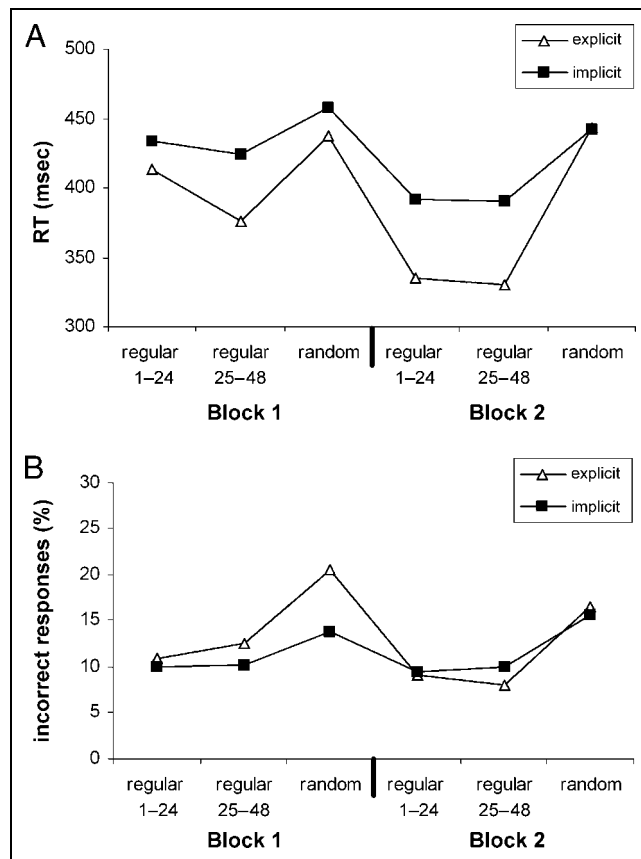 A
500
450
400
350
300
RT (msec)
explicit
implicit
regular regular random regular regular random
1–24 25–48 1–24 25–48
Block 1 Block 2
B
30
25
20
15
10
5
0
incorrect responses (%)
explicit
implicit
regular regular random regular regular random
1–24 25–48 1–24 25–48
Block 1 Block 2